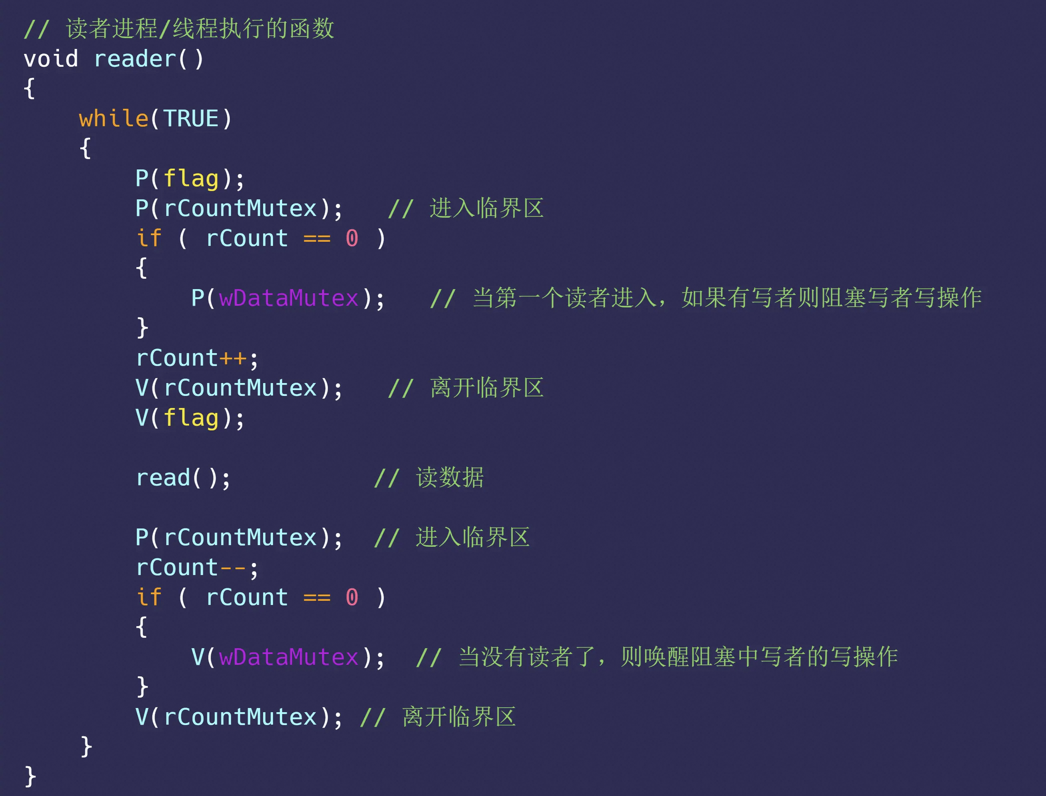 // 读者进程/线程执行的函数
void reader()
{
    while(TRUE)
    {
        P(flag);
        P(rCountMutex);   // 进入临界区
        if ( rCount == 0 )
        {
            P(wDataMutex);   // 当第一个读者进入，如果有写者则阻塞写者写操作
        }
        rCount++;
        V(rCountMutex);   // 离开临界区
        V(flag);

        read();          // 读数据

        P(rCountMutex);  // 进入临界区
        rCount--;
        if ( rCount == 0 )
        {
            V(wDataMutex);  // 当没有读者了，则唤醒阻塞中写者的写操作
        }
        V(rCountMutex); // 离开临界区
    }
}